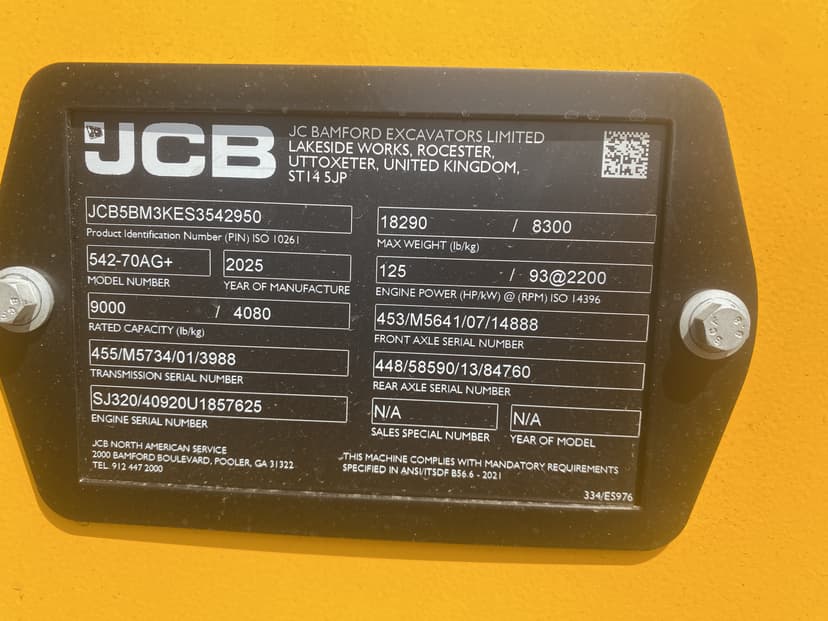 JCB
JC BAMFORD EXCAVATORS LIMITED
LAKESIDE WORKS, ROCESTER,
UTTOXETER, UNITED KINGDOM,
ST14 5JP
JCB5BM3KES3542950
Product Identification Number (PIN) ISO 10261
542-70AG+
MODEL NUMBER
2025
YEAR OF MANUFACTURE
9000 / 4080
RATED CAPACITY (lb/kg)
455/M5734/01/3988
TRANSMISSION SERIAL NUMBER
SJ320/40920U1857625
ENGINE SERIAL NUMBER
18290 / 8300
MAX WEIGHT (lb/kg)
125 / 93@2200
ENGINE POWER (HP/kW) @ (RPM) ISO 14396
453/M5641/07/14888
FRONT AXLE SERIAL NUMBER
448/58590/13/84760
REAR AXLE SERIAL NUMBER
N/A
SALES SPECIAL NUMBER
N/A
YEAR OF MODEL
JCB NORTH AMERICAN SERVICE
2000 BAMFORD BOULEVARD, POOLER, GA 31322
TEL. 912 447 2000
THIS MACHINE COMPLIES WITH MANDATORY REQUIREMENTS
SPECIFIED IN ANSI/ITSDF B56.6 - 2021
334/E5976